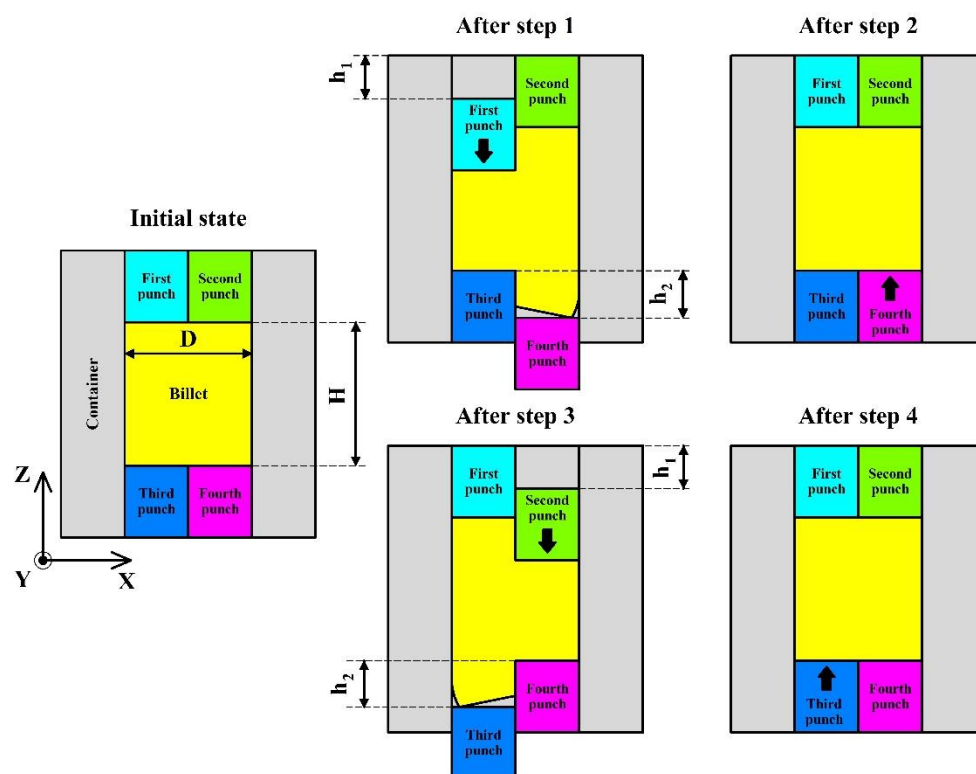 After step 1
After step 2
h1
First
punch
Second
punch
First
punch
Second
punch
Third
punch
Fourth
punch
h2
Third
punch
Fourth
punch
Initial state
First
punch
Second
punch
Container
D
Billet
H
Third
punch
Fourth
punch
Z
Y
X
After step 3
After step 4
First
punch
Second
punch
h1
First
punch
Second
punch
h2
Fourth
punch
Third
punch
Third
punch
Fourth
punch